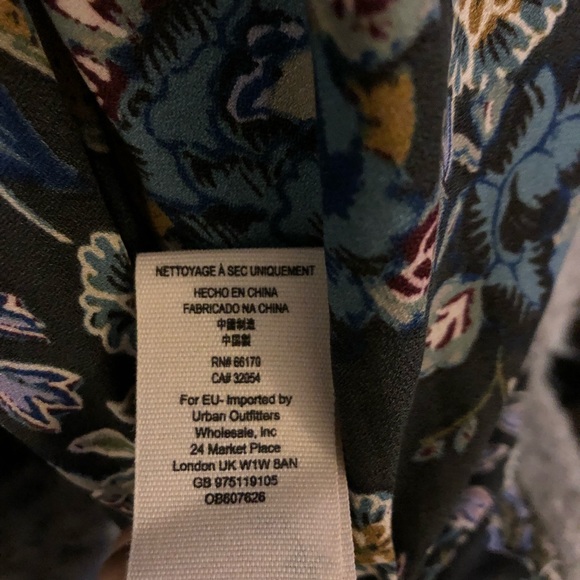 NETTOYAGE À SEC UNIQUEMENT
HECHO EN CHINA
FABRICADO NA CHINA
中國制造
中国製
RN# 66170
CA# 32054
For EU- Imported by
Urban Outfitters
Wholesale, Inc
24 Market Place
London UK W1W 8AN
GB 975119105
OB607626